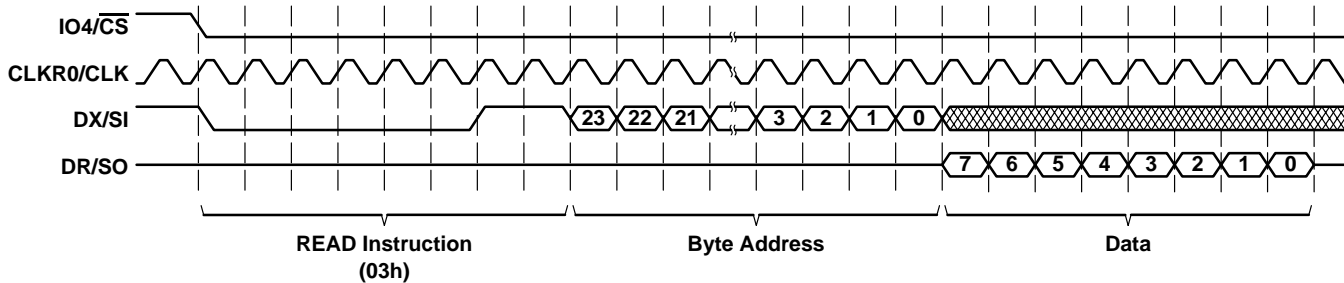 IO4/CS
CLKR0/CLK
DX/SI 23 22 21 3 2 1 0
DR/SO 7 6 5 4 3 2 1 0
READ Instruction Byte Address Data
(03h)